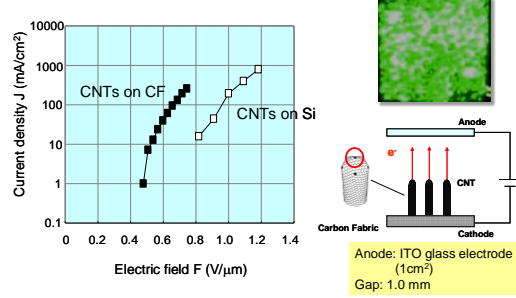 Current density J (mA/cm²)
10000
1000
100
10
1
0.1
CNTs on CF
CNTs on Si
0 0.2 0.4 0.6 0.8 1.0 1.2 1.4
Electric field F (V/μm)
Anode
e-
CNT
Carbon Fabric
Cathode
Anode: ITO glass electrode
(1cm²)
Gap: 1.0 mm